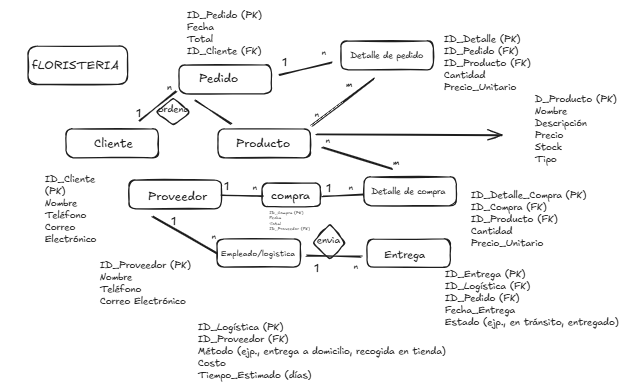 ID_Pedido (PK)
Fecha
Total
ID_Cliente (FK)
fLORISTERIA
Pedido
1
n
Detalle de pedido
ID_Detalle (PK)
ID_Pedido (FK)
ID_Producto (FK)
Cantidad
Precio_Unitario
n
1
ordena
m
n
Cliente
Producto
n
m
D_Producto (PK)
Nombre
Descripción
Precio
Stock
Tipo
ID_Cliente
(PK)
Nombre
Teléfono
Correo
Electrónico
Proveedor
1
n
compra
1
n
Detalle de compra
ID_Compra (PK)
Fecha
Total
ID_Proveedor (FK)
ID_Detalle_Compra (PK)
ID_Compra (FK)
ID_Producto (FK)
Cantidad
Precio_Unitario
1
n
Empleado/logistica
envia
1
n
Entrega
ID_Proveedor (PK)
Nombre
Teléfono
Correo Electrónico
ID_Entrega (PK)
ID_Logística (FK)
ID_Pedido (FK)
Fecha_Entrega
Estado (ejp., en tránsito, entregado)
ID_Logística (PK)
ID_Proveedor (FK)
Método (ejp., entrega a domicilio, recogida en tienda)
Costo
Tiempo_Estimado (días)